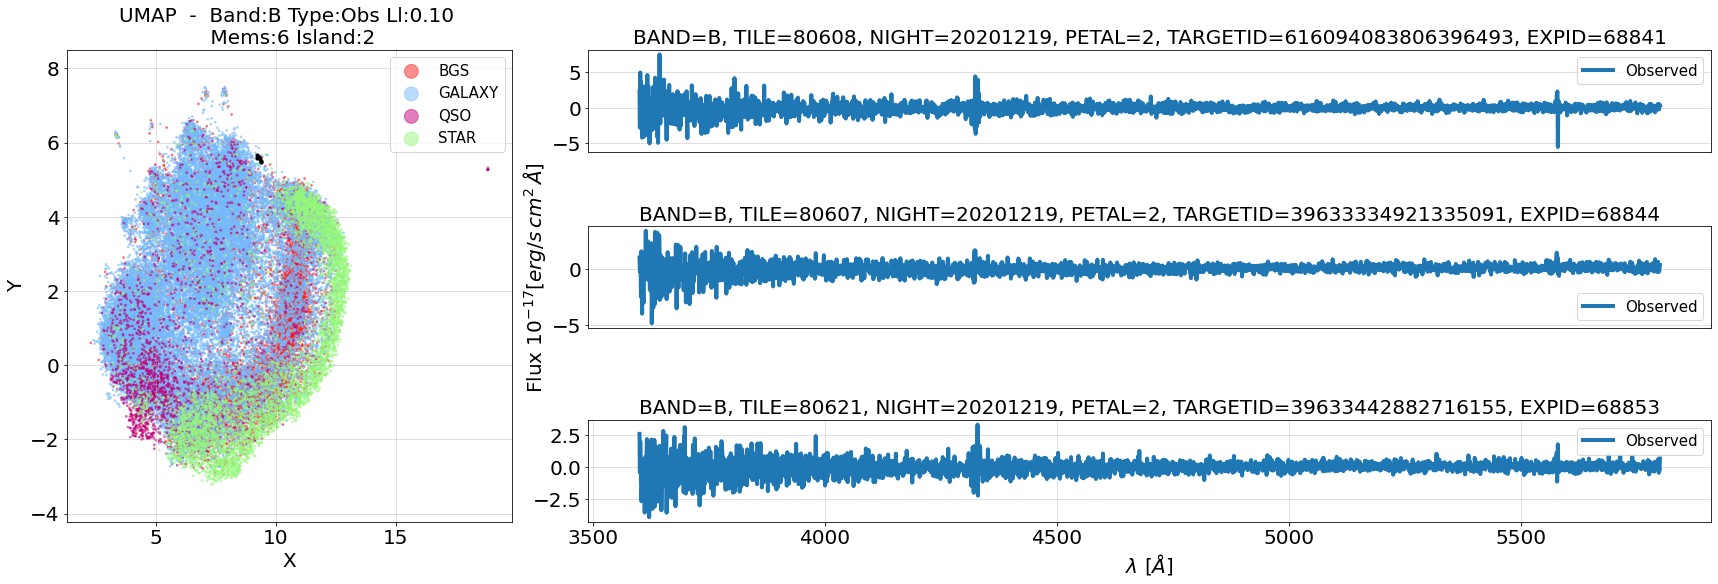 UMAP  -  Band:B Type:Obs Ll:0.10
Mems:6 Island:2
BGS
GALAXY
QSO
STAR
8
6
4
2
0
−2
−4
Y
5
10
15
X
BAND=B, TILE=80608, NIGHT=20201219, PETAL=2, TARGETID=616094083806396493, EXPID=68841
Observed
5
0
−5
BAND=B, TILE=80607, NIGHT=20201219, PETAL=2, TARGETID=39633334921335091, EXPID=68844
Observed
0
−5
Flux 10⁻¹⁷[erg/s cm² Å]
BAND=B, TILE=80621, NIGHT=20201219, PETAL=2, TARGETID=39633442882716155, EXPID=68853
Observed
2.5
0.0
−2.5
3500
4000
4500
5000
5500
λ [Å]